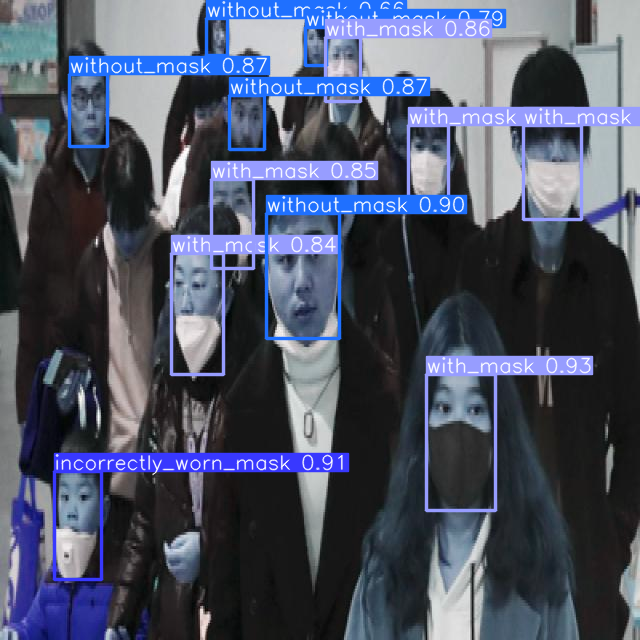 without_mask 0.66
without_mask 0.79
with_mask 0.86
without_mask 0.87
without_mask 0.87
with_mask
with_mask
with_mask 0.85
without_mask 0.90
with_mask 0.84
with_mask 0.93
incorrectly_worn_mask 0.91